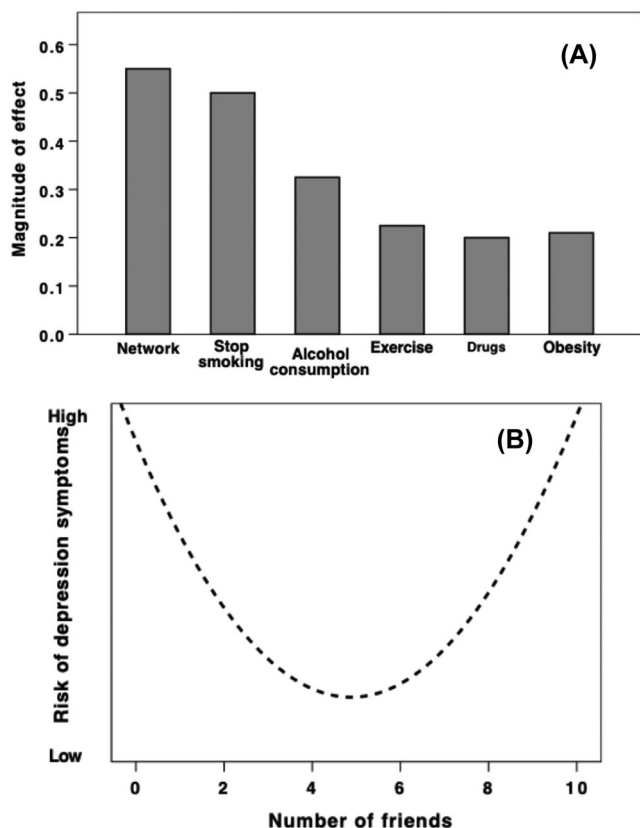 (A)
Magnitude of effect
0.6
0.5
0.4
0.3
0.2
0.1
0.0
Network
Stop
smoking
Alcohol
consumption
Exercise
Drugs
Obesity
(B)
Risk of depression symptoms
High
Low
0 2 4 6 8 10
Number of friends